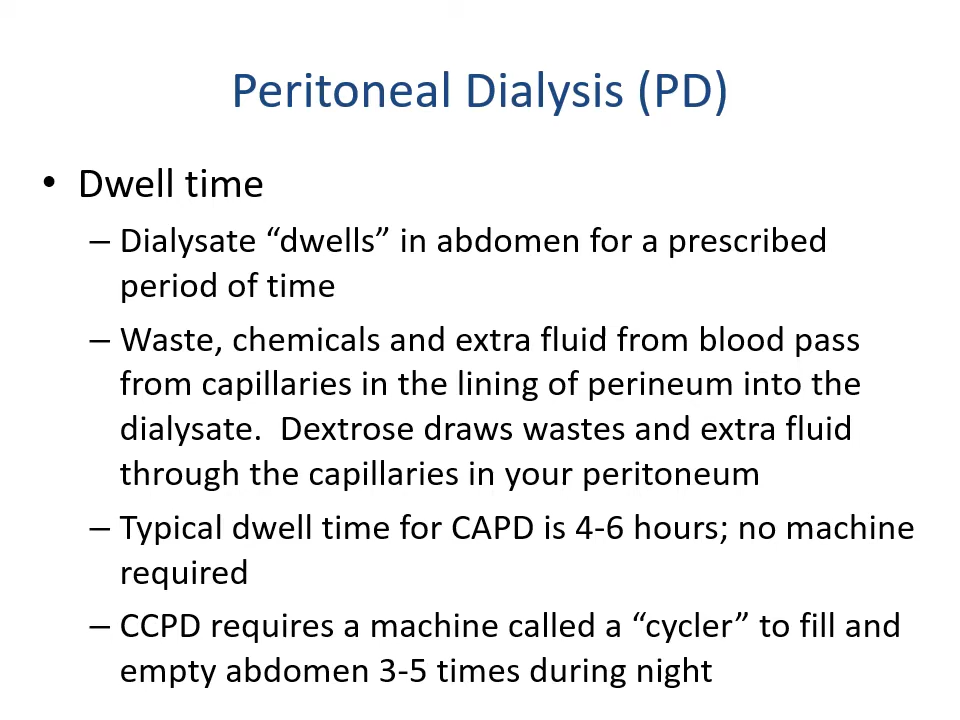 Peritoneal Dialysis (PD)
• Dwell time
– Dialysate “dwells” in abdomen for a prescribed
period of time
– Waste, chemicals and extra fluid from blood pass
from capillaries in the lining of perineum into the
dialysate.  Dextrose draws wastes and extra fluid
through the capillaries in your peritoneum
– Typical dwell time for CAPD is 4-6 hours; no machine
required
– CCPD requires a machine called a “cycler” to fill and
empty abdomen 3-5 times during night